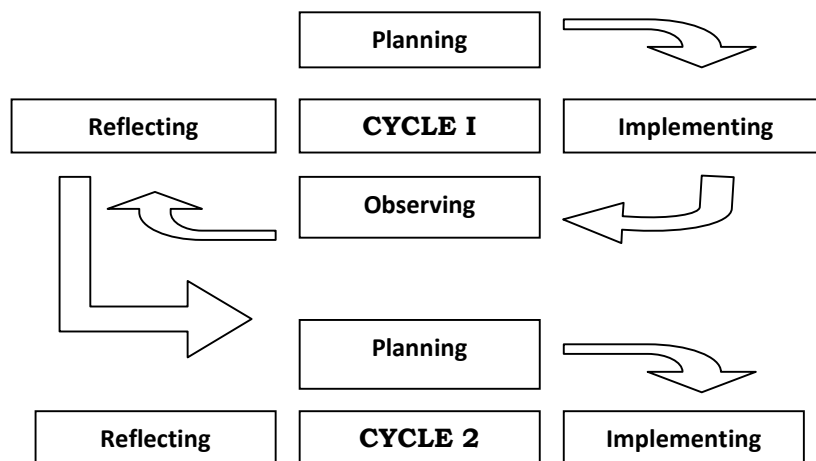 Planning
Reflecting CYCLE I Implementing
Observing
Planning
Reflecting CYCLE 2 Implementing